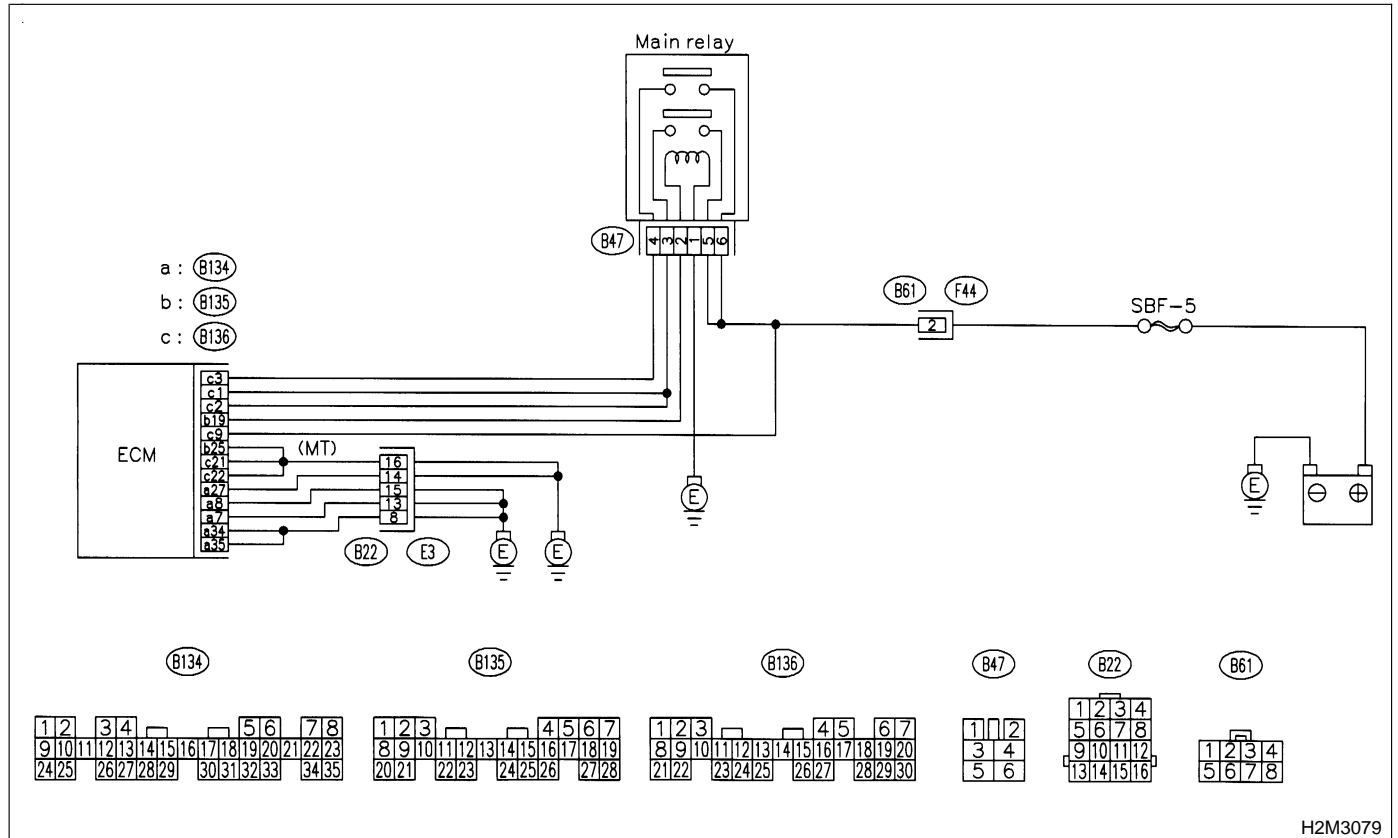 Main relay
B47
4 3 2 1 5 6
a : B134
b : B135
c : B136
B61 F44
2
SBF-5
ECM
c3
c1
c2
b19
c9
b25
c21
c22
a27
a8
a7
a34
a35
(MT)
16
14
15
13
8
B22 E3
E
E
E
E
⊖ ⊕
B134
1 2 3 4 5 6 7 8
9 10 11 12 13 14 15 16 17 18 19 20 21 22 23
24 25 26 27 28 29 30 31 32 33 34 35
B135
1 2 3 4 5 6 7
8 9 10 11 12 13 14 15 16 17 18 19
20 21 22 23 24 25 26 27 28
B136
1 2 3 4 5 6 7
8 9 10 11 12 13 14 15 16 17 18 19 20
21 22 23 24 25 26 27 28 29 30
B47
1 2
3 4
5 6
B22
1 2 3 4
5 6 7 8
9 10 11 12
13 14 15 16
B61
1 2 3 4
5 6 7 8
H2M3079